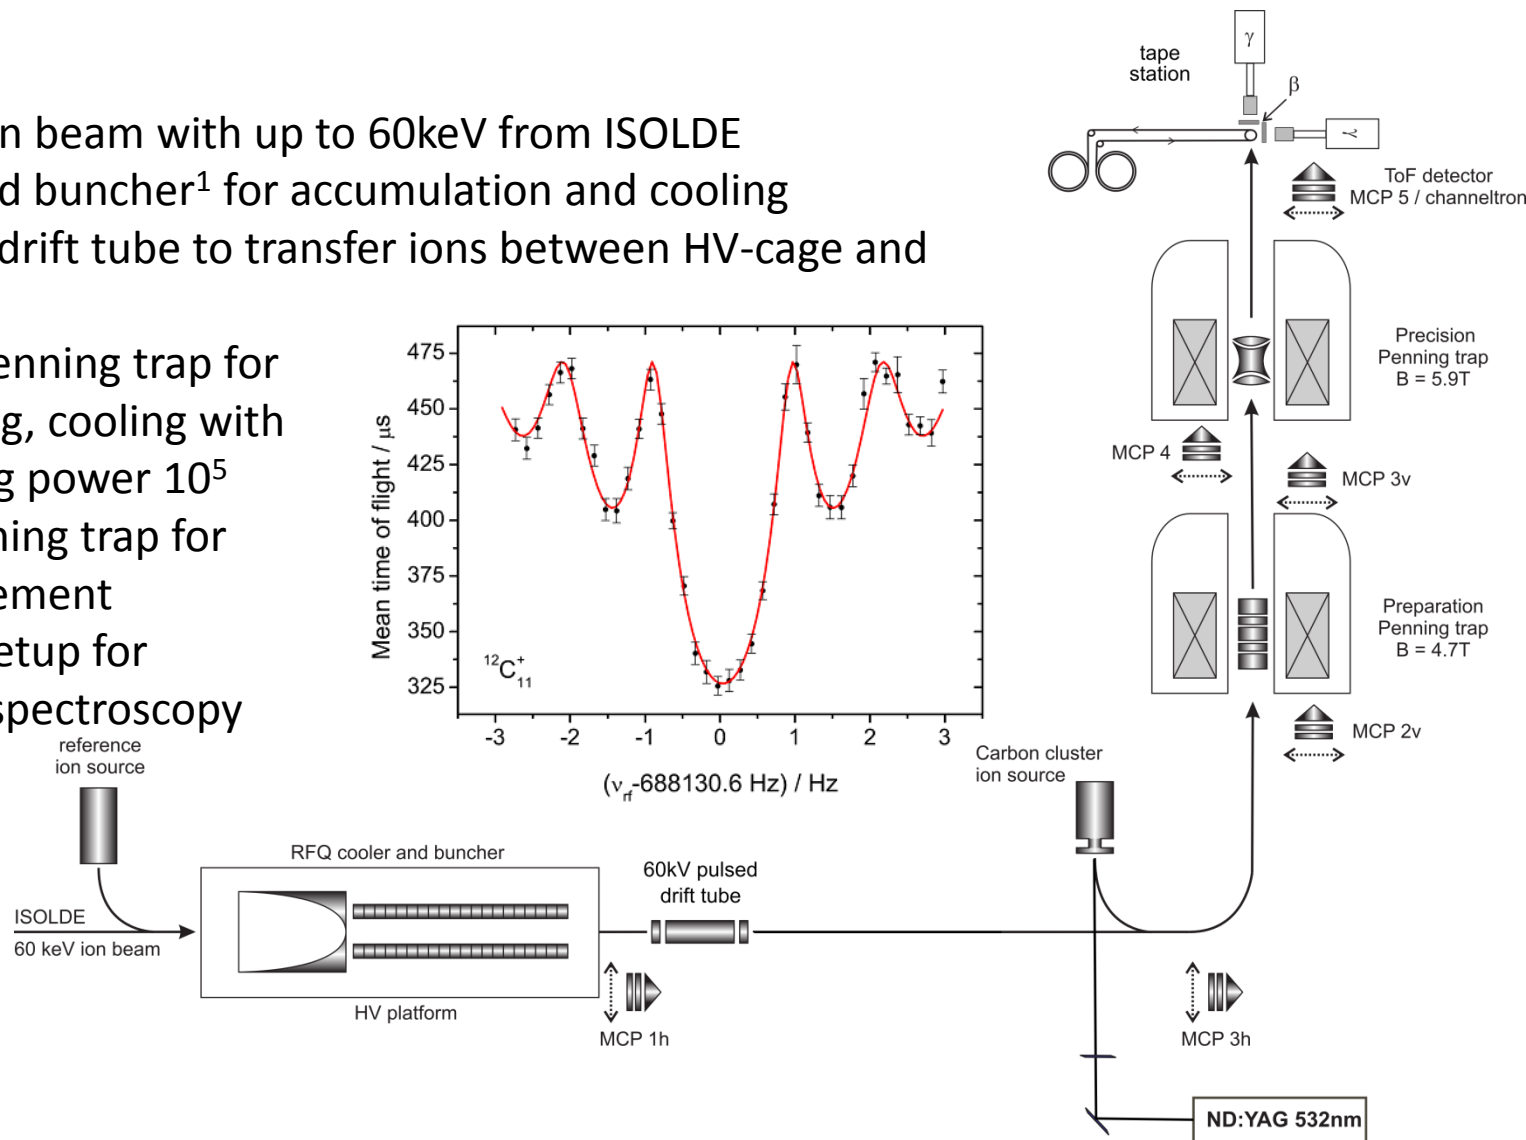 n beam with up to 60keV from ISOLDE
d buncher¹ for accumulation and cooling
drift tube to transfer ions between HV-cage and
enning trap for
g, cooling with
g power 10⁵
ning trap for
ement
etup for
spectroscopy
tape
station
γ
β
γ
ToF detector
MCP 5 / channeltron
Precision
Penning trap
B = 5.9T
MCP 4
MCP 3v
Preparation
Penning trap
B = 4.7T
MCP 2v
Mean time of flight / μs
475
450
425
400
375
350
325
¹²C⁺₁₁
-3 -2 -1 0 1 2 3
(νrf-688130.6 Hz) / Hz
reference
ion source
Carbon cluster
ion source
RFQ cooler and buncher
60kV pulsed
drift tube
ISOLDE
60 keV ion beam
HV platform
MCP 1h
MCP 3h
ND:YAG 532nm